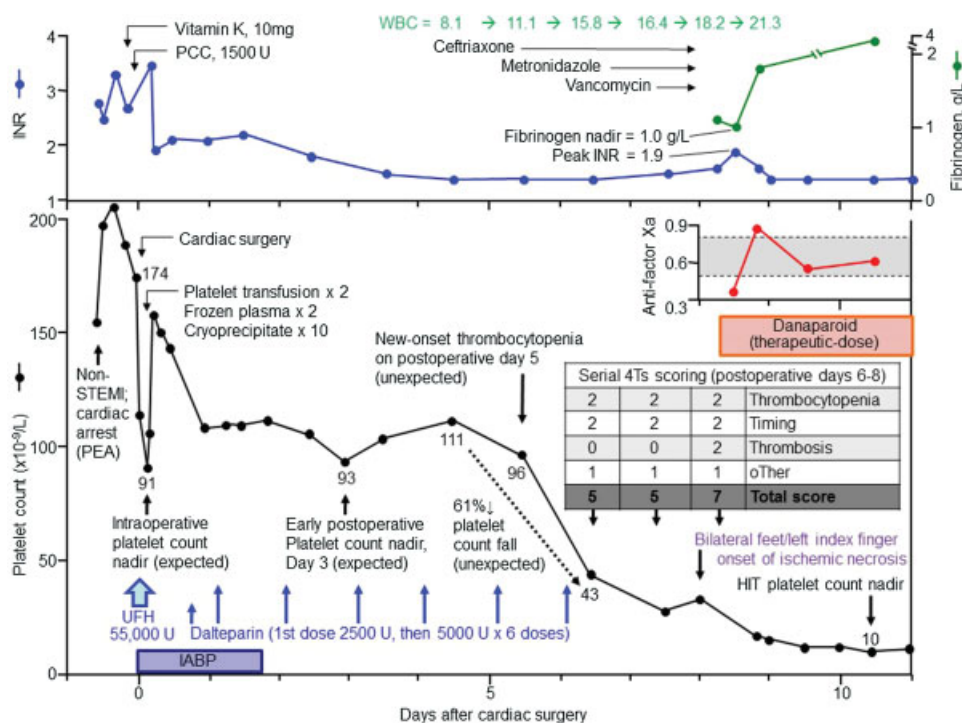 WBC = 8.1 → 11.1 → 15.8 → 16.4 → 18.2 → 21.3
Vitamin K, 10mg
PCC, 1500 U
Ceftriaxone
Metronidazole
Vancomycin
Fibrinogen nadir = 1.0 g/L
Peak INR = 1.9
INR
4
3
2
1
Fibrinogen, g/L
4
2
1
0
Cardiac surgery
174
Platelet transfusion x 2
Frozen plasma x 2
Cryoprecipitate x 10
Non-
STEMI;
cardiac
arrest
(PEA)
91
Intraoperative
platelet count
nadir (expected)
93
Early postoperative
Platelet count nadir,
Day 3 (expected)
New-onset thrombocytopenia
on postoperative day 5
(unexpected)
111
96
61%↓
platelet
count fall
(unexpected)
43
Anti-factor Xa
0.9
0.6
0.3
Danaparoid
(therapeutic-dose)
Serial 4Ts scoring (postoperative days 6-8)
2 2 2 Thrombocytopenia
2 2 2 Timing
0 0 2 Thrombosis
1 1 1 oTher
5 5 7 Total score
Bilateral feet/left index finger
onset of ischemic necrosis
HIT platelet count nadir
10
UFH
55,000 U
Dalteparin (1st dose 2500 U, then 5000 U x 6 doses)
IABP
Platelet count (x10⁻⁹/L)
200
150
100
50
0
0 5 10
Days after cardiac surgery